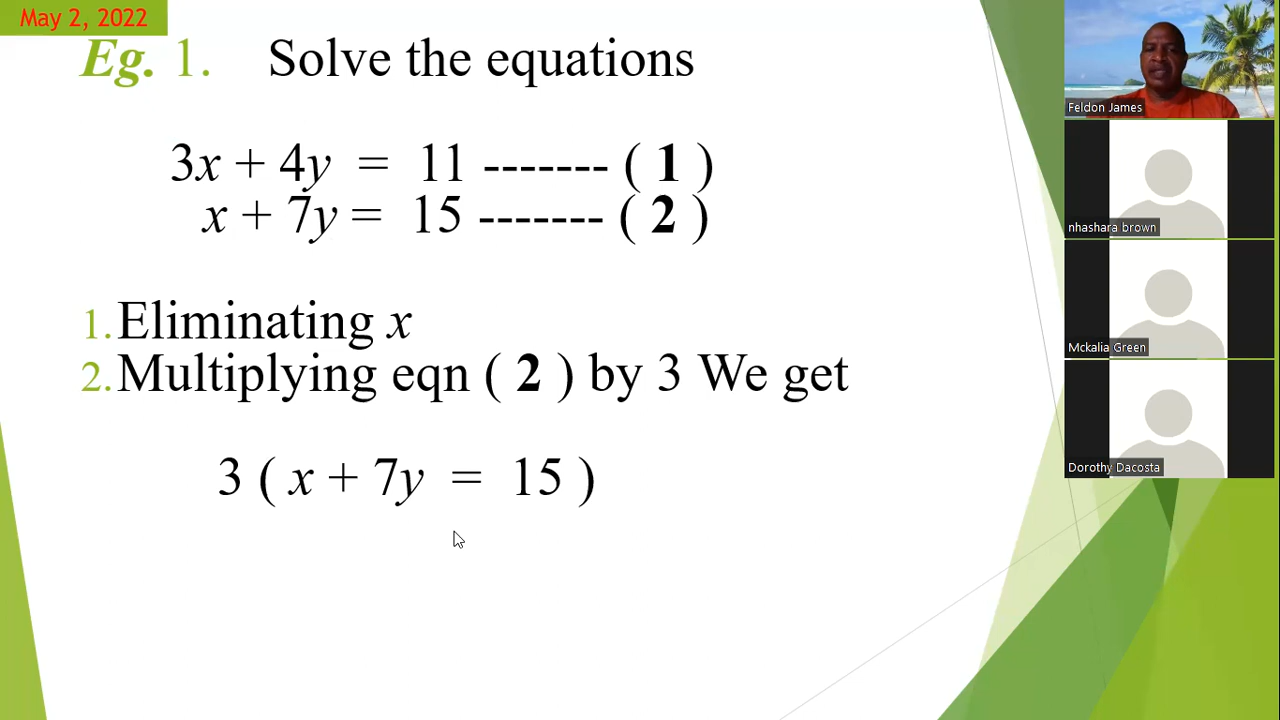 May 2, 2022
Eg. 1. Solve the equations
3x + 4y = 11 ------- ( 1 )
x + 7y = 15 ------- ( 2 )
1. Eliminating x
2. Multiplying eqn ( 2 ) by 3 We get
3 ( x + 7y = 15 )
Feldon James
nhashara brown
Mckalia Green
Dorothy Dacosta